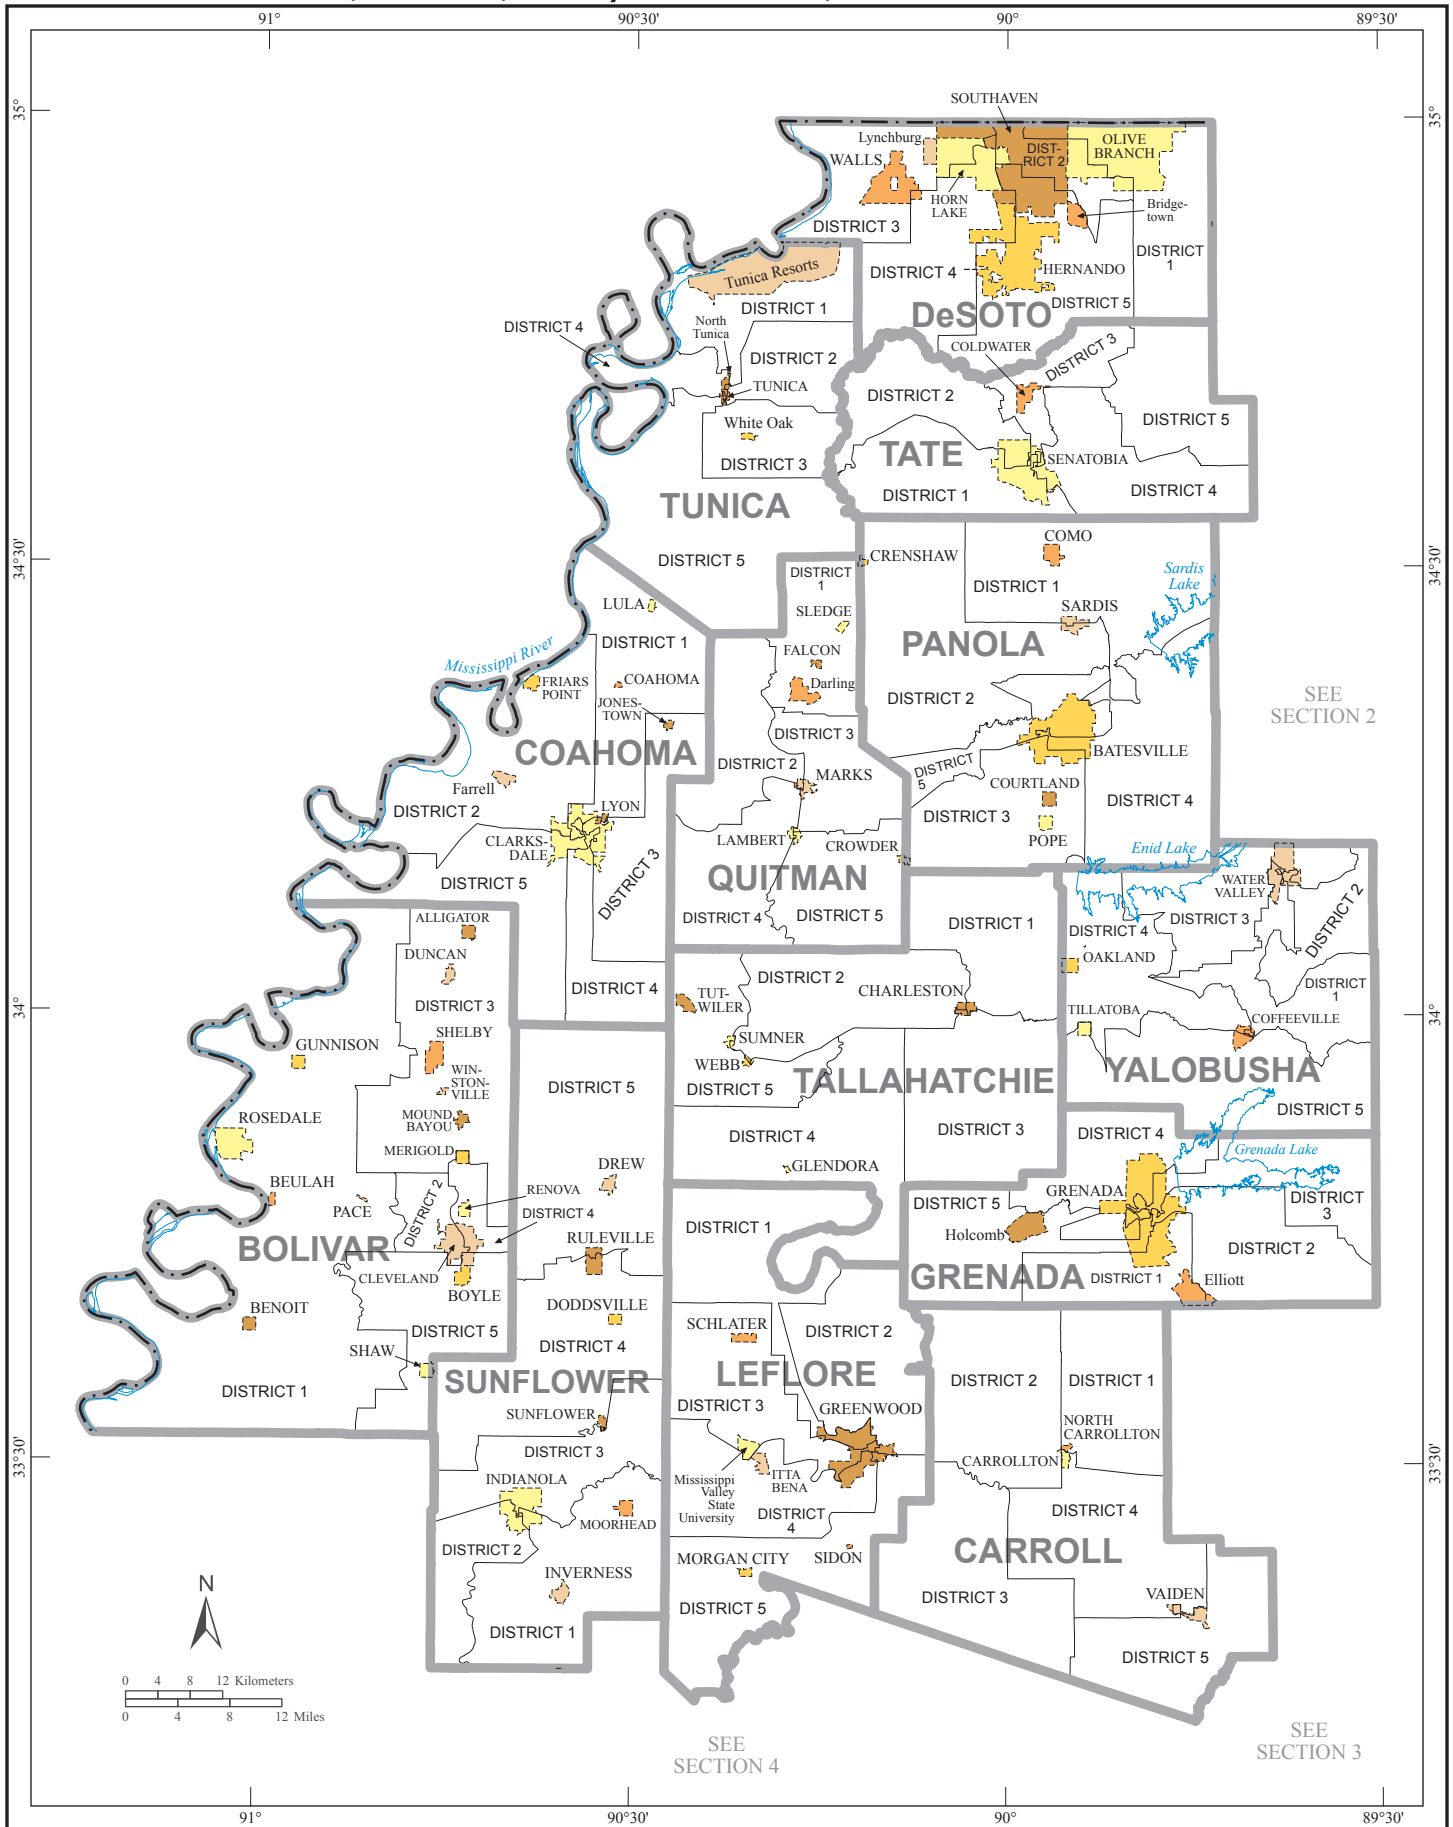 91°
90°30'
90°
89°30'
35°
35°
SOUTHAVEN
Lynchburg
WALLS
DIST-
RICT 2
OLIVE
BRANCH
HORN
LAKE
Bridge-
town
DISTRICT 3
DISTRICT 1
DISTRICT 4
HERNANDO
Tunica Resorts
DISTRICT 5
DeSOTO
DISTRICT 1
North
Tunica
DISTRICT 4
COLDWATER
DISTRICT 3
DISTRICT 2
TUNICA
DISTRICT 2
White Oak
DISTRICT 5
TATE
SENATOBIA
DISTRICT 3
DISTRICT 1
DISTRICT 4
TUNICA
34°30'
34°30'
DISTRICT 5
CRENSHAW
COMO
DISTRICT
1
DISTRICT 1
Sardis
Lake
LULA
SLEDGE
SARDIS
DISTRICT 1
PANOLA
Mississippi River
FALCON
FRIARS
POINT
COAHOMA
Darling
DISTRICT 2
SEE
SECTION 2
JONES-
TOWN
DISTRICT 3
COAHOMA
BATESVILLE
DISTRICT 2
DISTRICT
5
MARKS
Farrell
COURTLAND
DISTRICT 2
LYON
DISTRICT 3
DISTRICT 4
CLARKS-
DALE
LAMBERT
CROWDER
POPE
Enid Lake
DISTRICT 5
DISTRICT 3
QUITMAN
WATER
VALLEY
DISTRICT 2
ALLIGATOR
DISTRICT 4
DISTRICT 5
DISTRICT 1
DISTRICT 3
DISTRICT 4
DUNCAN
OAKLAND
DISTRICT 3
DISTRICT 4
DISTRICT 2
DISTRICT
1
34°
34°
TUT-
WILER
CHARLESTON
TILLATOBA
COFFEEVILLE
SHELBY
GUNNISON
SUMNER
WEBB
WIN-
STON-
VILLE
DISTRICT 5
DISTRICT 5
TALLAHATCHIE
YALOBUSHA
DISTRICT 5
ROSEDALE
MOUND
BAYOU
DISTRICT 4
DISTRICT 3
DISTRICT 4
MERIGOLD
Grenada Lake
DREW
GLENDORA
BEULAH
PACE
DISTRICT 2
RENOVA
DISTRICT 4
DISTRICT 5
GRENADA
DISTRICT
3
DISTRICT 1
Holcomb
BOLIVAR
RULEVILLE
DISTRICT 2
CLEVELAND
GRENADA
DISTRICT 1
Elliott
BOYLE
BENOIT
DODDSVILLE
SCHLATER
DISTRICT 5
DISTRICT 4
DISTRICT 2
SHAW
DISTRICT 1
SUNFLOWER
LEFLORE
DISTRICT 2
DISTRICT 1
DISTRICT 3
GREENWOOD
SUNFLOWER
NORTH
CARROLLTON
DISTRICT 3
CARROLLTON
33°30'
33°30'
INDIANOLA
Mississippi
Valley
State
University
ITTA
BENA
DISTRICT
4
MOORHEAD
DISTRICT 4
DISTRICT 2
CARROLL
MORGAN CITY
SIDON
INVERNESS
N
DISTRICT 5
DISTRICT 3
VAIDEN
DISTRICT 1
DISTRICT 5
0 4 8 12 Kilometers
0 4 8 12 Miles
SEE
SECTION 4
SEE
SECTION 3
91°
90°30'
90°
89°30'